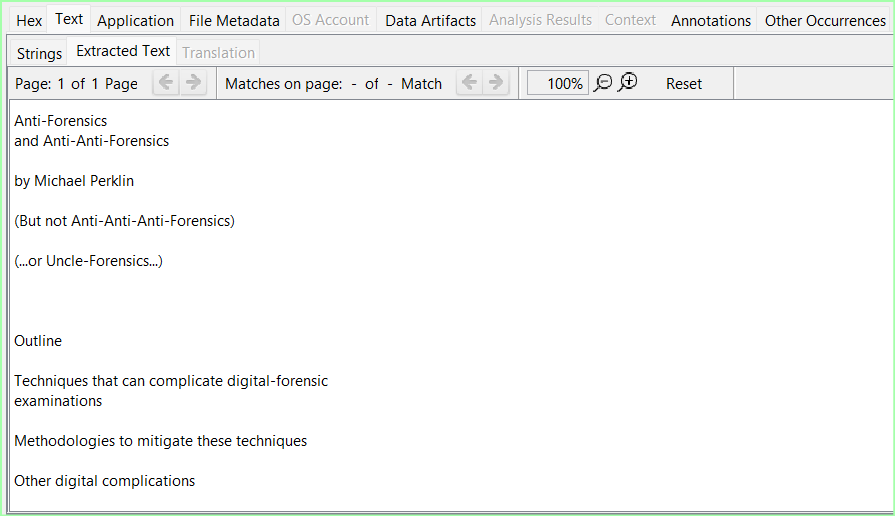 Hex Text Application File Metadata OS Account Data Artifacts Analysis Results Context Annotations Other Occurrences
Strings Extracted Text Translation
Page: 1 of 1 Page Matches on page: - of - Match 100% Reset
Anti-Forensics
and Anti-Anti-Forensics
by Michael Perklin
(But not Anti-Anti-Anti-Forensics)
(...or Uncle-Forensics...)
Outline
Techniques that can complicate digital-forensic
examinations
Methodologies to mitigate these techniques
Other digital complications